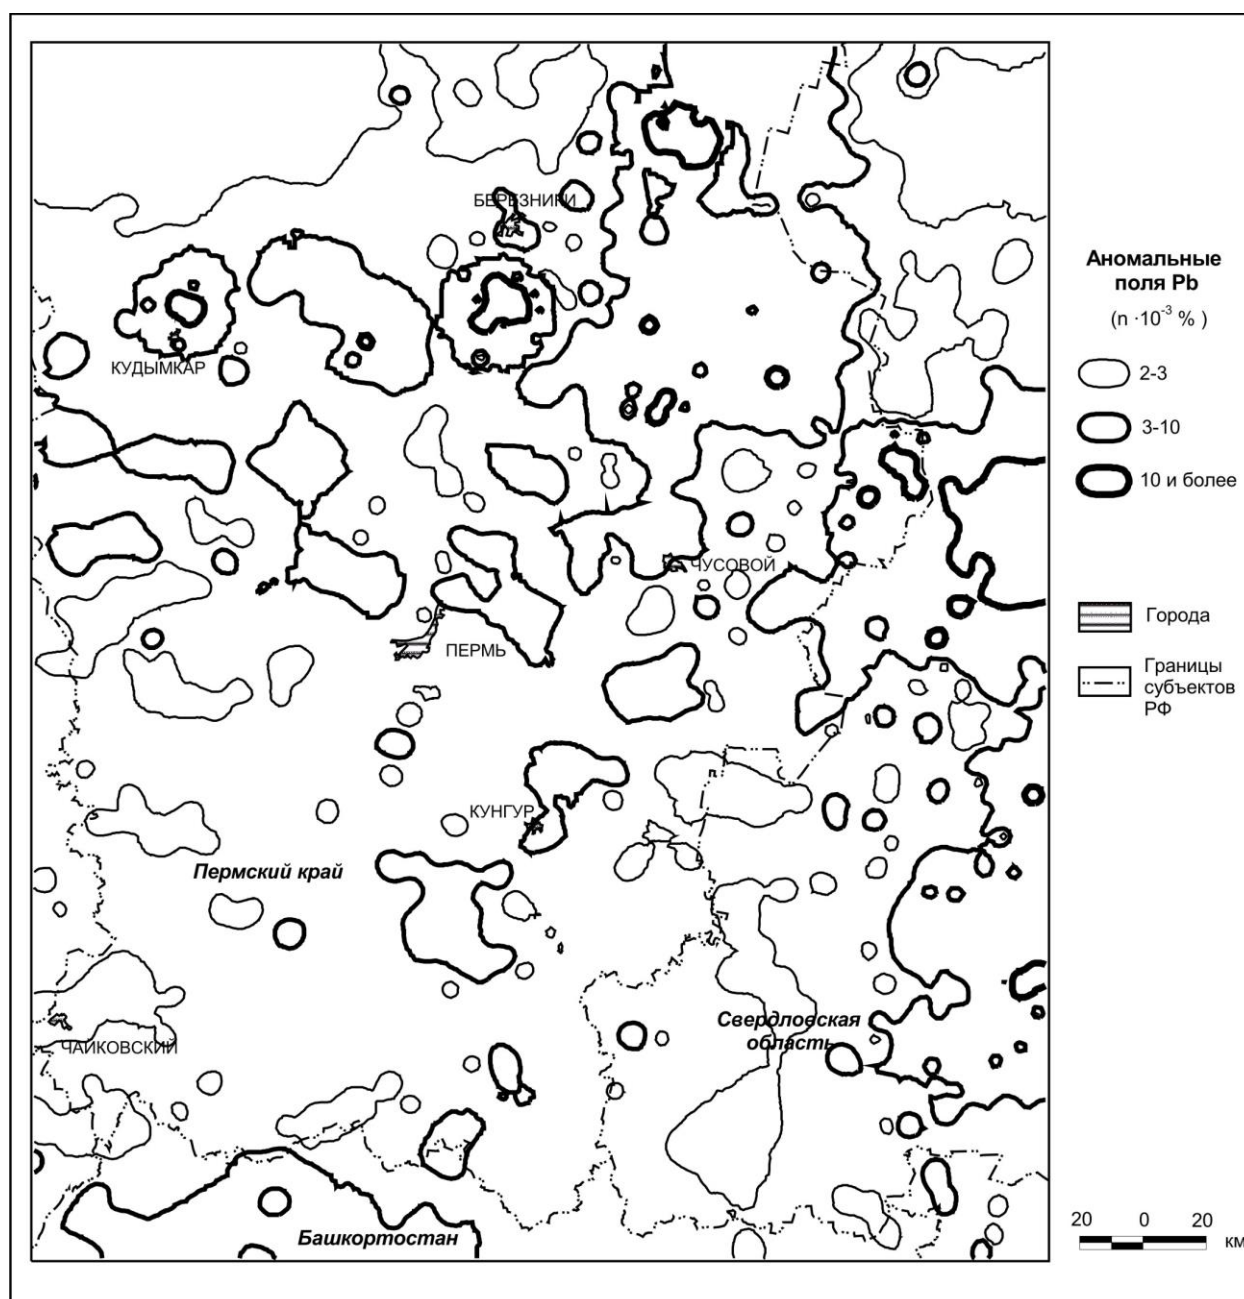 БЕРЕЗНИКИ
КУДЫМКАР
ЧУСОВОЙ
ПЕРМЬ
КУНГУР
Пермский край
Свердловская
область
ЧАЙКОВСКИЙ
Башкортостан
Аномальные
поля Pb
(n ·10⁻³ % )
2-3
3-10
10 и более
Города
Границы
субъектов
РФ
20 0 20
км